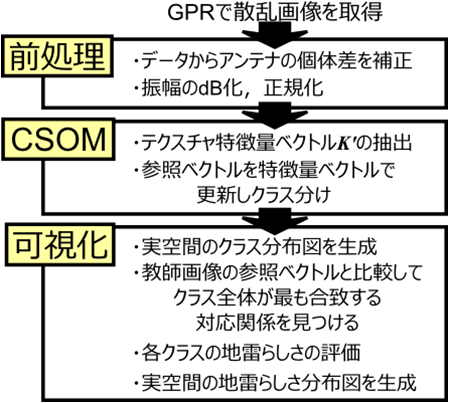 GPRで散乱画像を取得
前処理
・データからアンテナの個体差を補正
・振幅のdB化，正規化
CSOM
・テクスチャ特徴量ベクトルK'の抽出
・参照ベクトルを特徴量ベクトルで
更新しクラス分け
可視化
・実空間のクラス分布図を生成
・教師画像の参照ベクトルと比較して
クラス全体が最も合致する
対応関係を見つける
・各クラスの地雷らしさの評価
・実空間の地雷らしさ分布図を生成